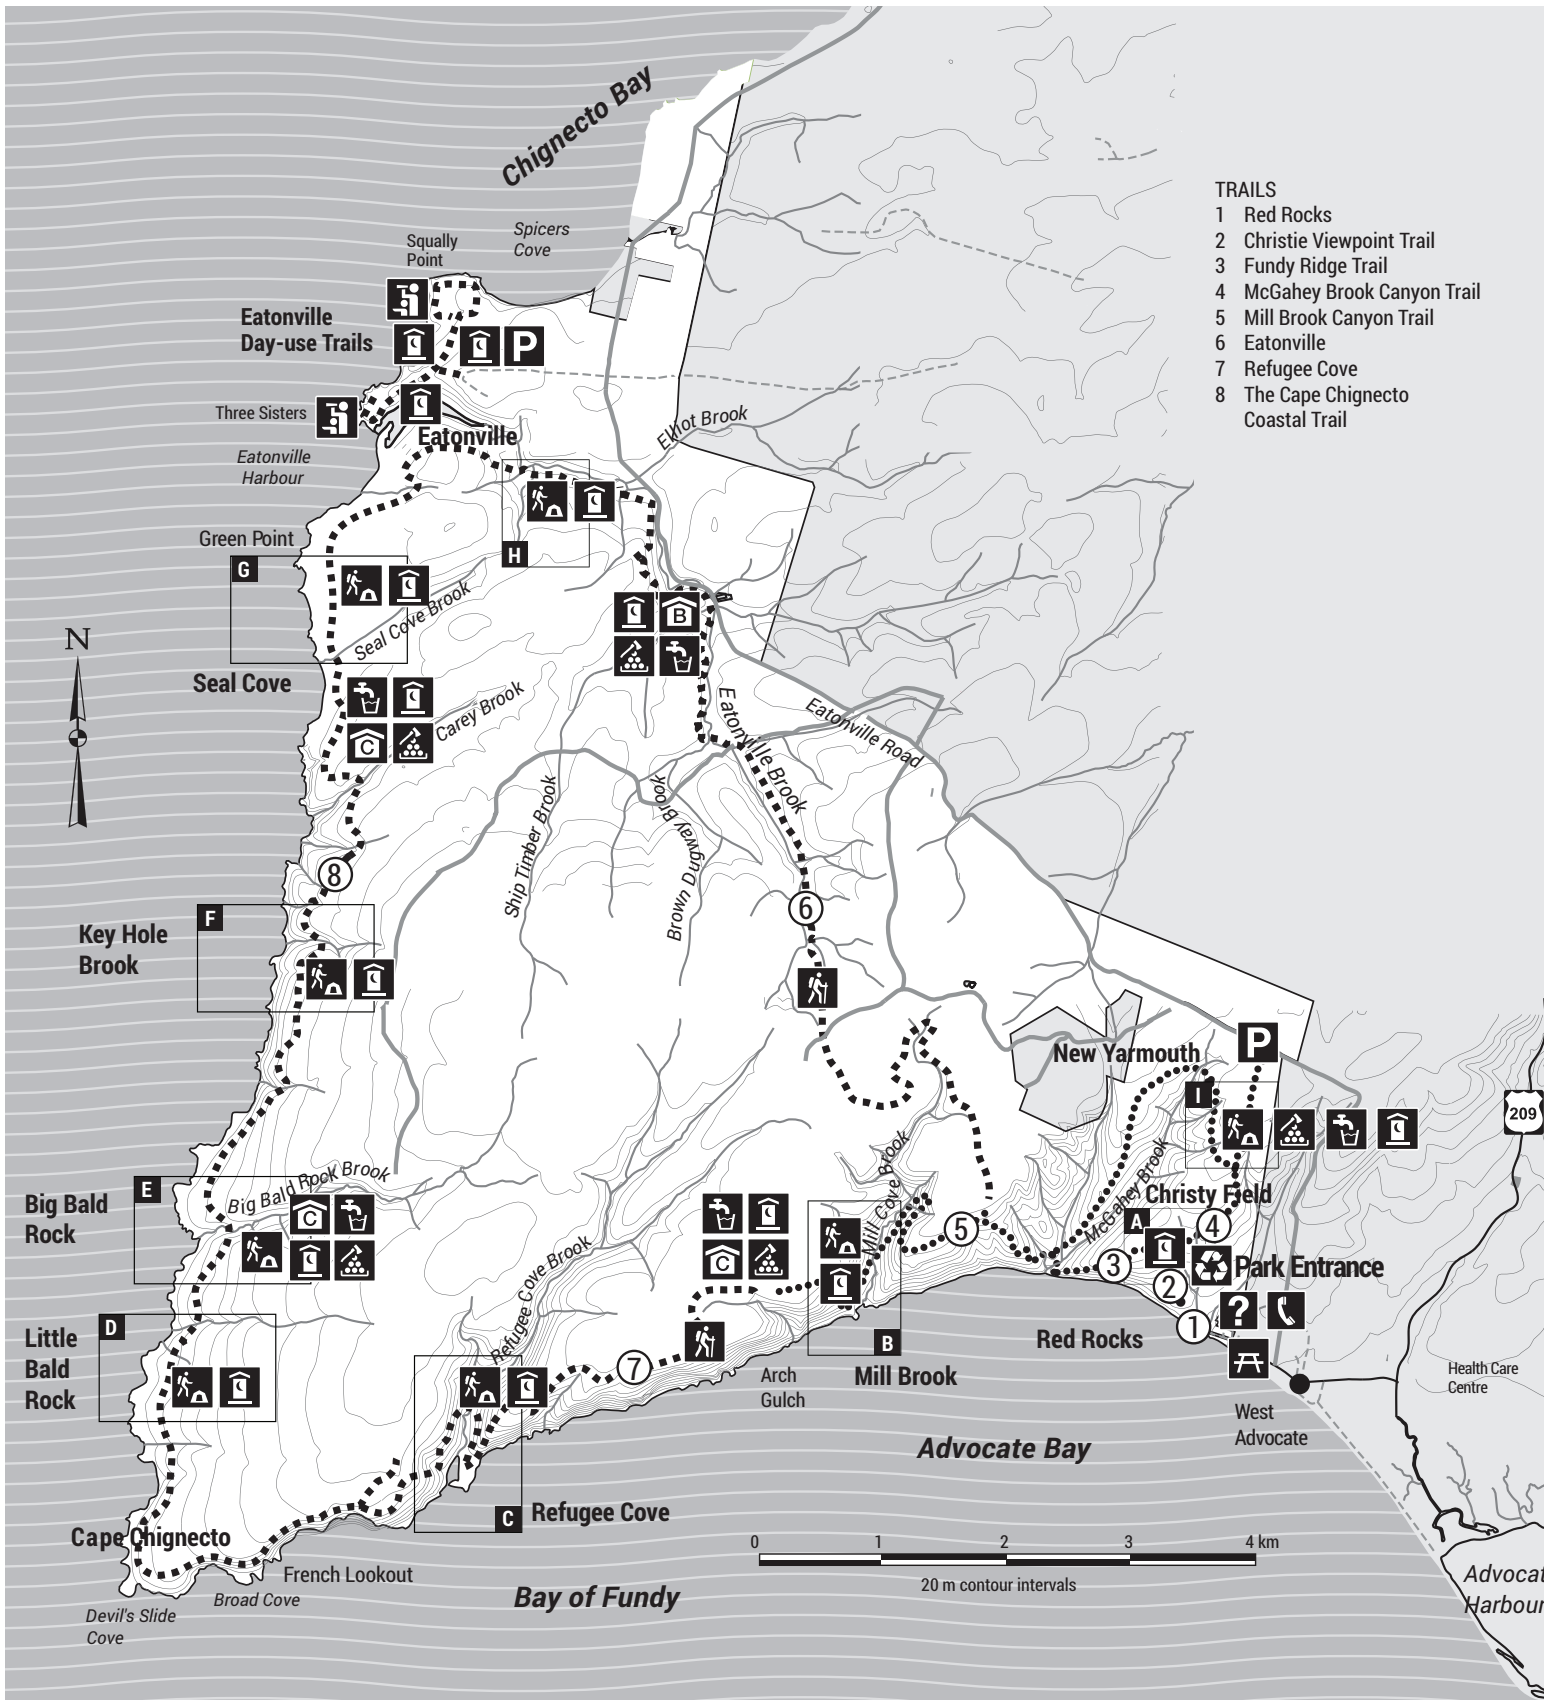 Chignecto Bay
Spicers
Cove
Squally
Point
Eatonville
Day-use Trails
P
Three Sisters
Eatonville
Eatonville
Harbour
Elliot Brook
TRAILS
1 Red Rocks
2 Christie Viewpoint Trail
3 Fundy Ridge Trail
4 McGahey Brook Canyon Trail
5 Mill Brook Canyon Trail
6 Eatonville
7 Refugee Cove
8 The Cape Chignecto
Coastal Trail
Green Point
H
G
Seal Cove Brook
B
N
Seal Cove
Carey Brook
C
Eatonville Brook
Eatonville Road
Ship Timber Brook
Brown Dugway Brook
8
6
F
Key Hole
Brook
New Yarmouth
P
I
209
McGahey Brook
Mill Cove Brook
E
Big Bald Rock Brook
Big Bald
Rock
C
C
Christy Field
A
4
5
3
2
1
Park Entrance
?
Red Rocks
Refugee Cove Brook
D
Little
Bald
Rock
7
B
Mill Brook
Arch
Gulch
Health Care
Centre
West
Advocate
Advocate Bay
C
Refugee Cove
Cape Chignecto
French Lookout
Broad Cove
Devil's Slide
Cove
Bay of Fundy
0 1 2 3 4 km
20 m contour intervals
Advocat
Harbour